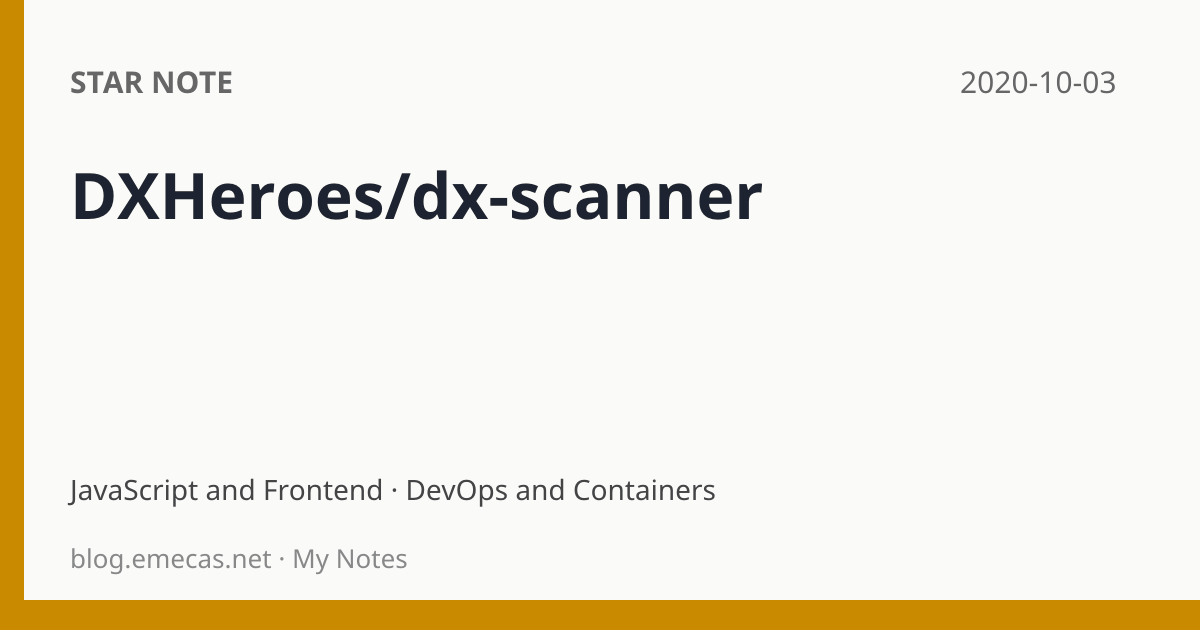 STAR NOTE
2020-10-03
DXHeroes/dx-scanner
JavaScript and Frontend · DevOps and Containers
blog.emecas.net · My Notes